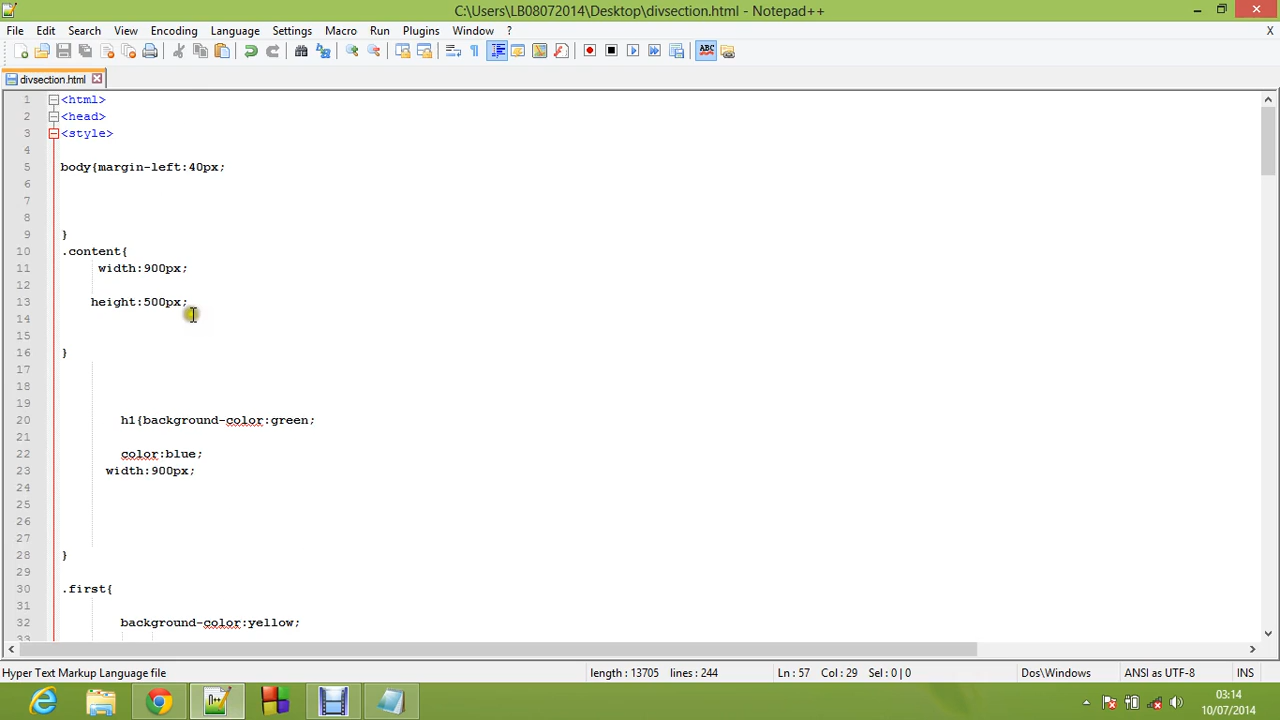 C:\Users\LB08072014\Desktop\divsection.html - Notepad++
File Edit Search View Encoding Language Settings Macro Run Plugins Window ? X
ABC
divsection.html
1 <html>
2 <head>
3 <style>
4
5 body{margin-left:40px;
6
7
8
9 }
10 .content{
11 width:900px;
12
13 height:500px;
14
15
16 }
17
18
19
20 h1{background-color:green;
21
22 color:blue;
23 width:900px;
24
25
26
27
28 }
29
30 .first{
31
32 background-color:yellow;
33
Hyper Text Markup Language file length : 13705 lines : 244 Ln : 57 Col : 29 Sel : 0 | 0 Dos\Windows ANSI as UTF-8 INS
03:14
10/07/2014